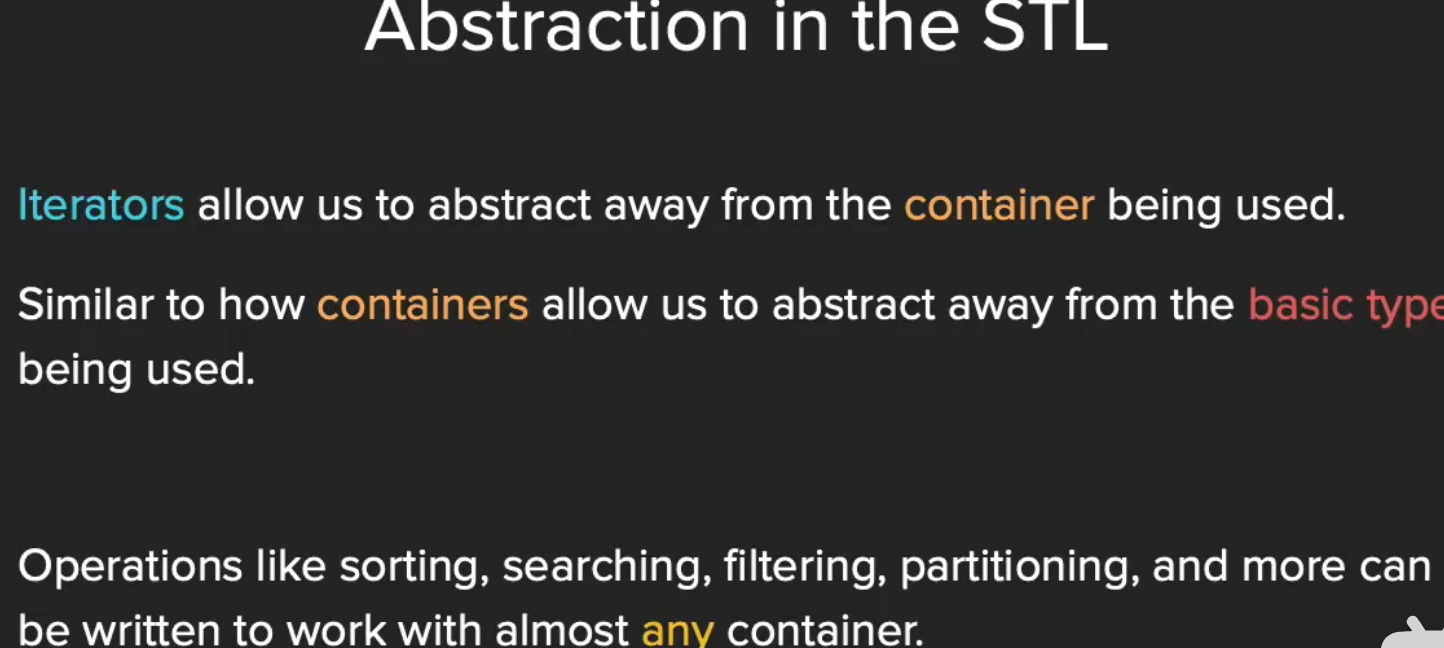 Abstraction in the STL
Iterators allow us to abstract away from the container being used.
Similar to how containers allow us to abstract away from the basic type
being used.
Operations like sorting, searching, filtering, partitioning, and more can
be written to work with almost any container.